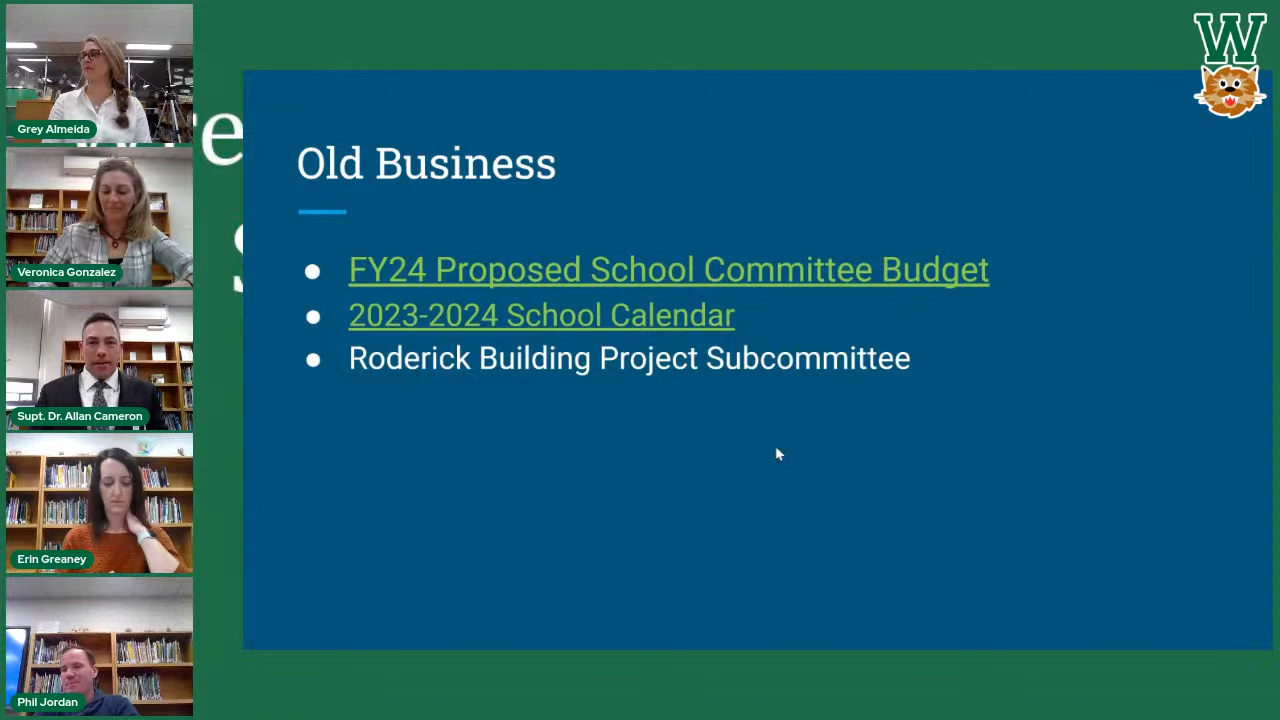 W
Grey Almeida
Veronica Gonzalez
Supt. Dr. Allan Cameron
Erin Greaney
Phil Jordan
re
Old Business
FY24 Proposed School Committee Budget
2023-2024 School Calendar
Roderick Building Project Subcommittee